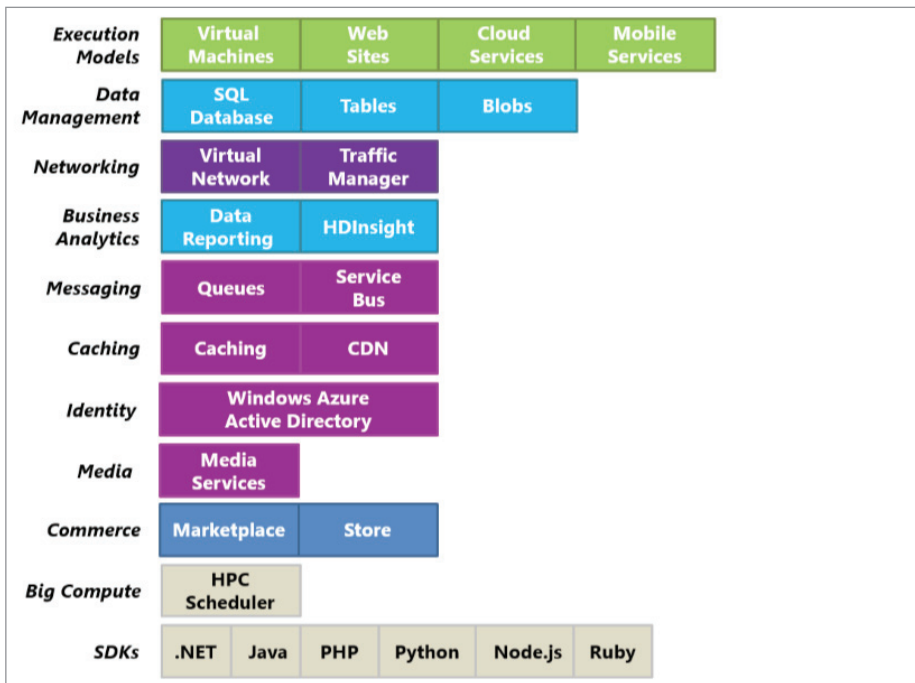 Execution Models
Virtual Machines
Web Sites
Cloud Services
Mobile Services
Data Management
SQL Database
Tables
Blobs
Networking
Virtual Network
Traffic Manager
Business Analytics
Data Reporting
HDInsight
Messaging
Queues
Service Bus
Caching
Caching
CDN
Identity
Windows Azure
Active Directory
Media
Media Services
Commerce
Marketplace
Store
Big Compute
HPC Scheduler
SDKs
.NET
Java
PHP
Python
Node.js
Ruby